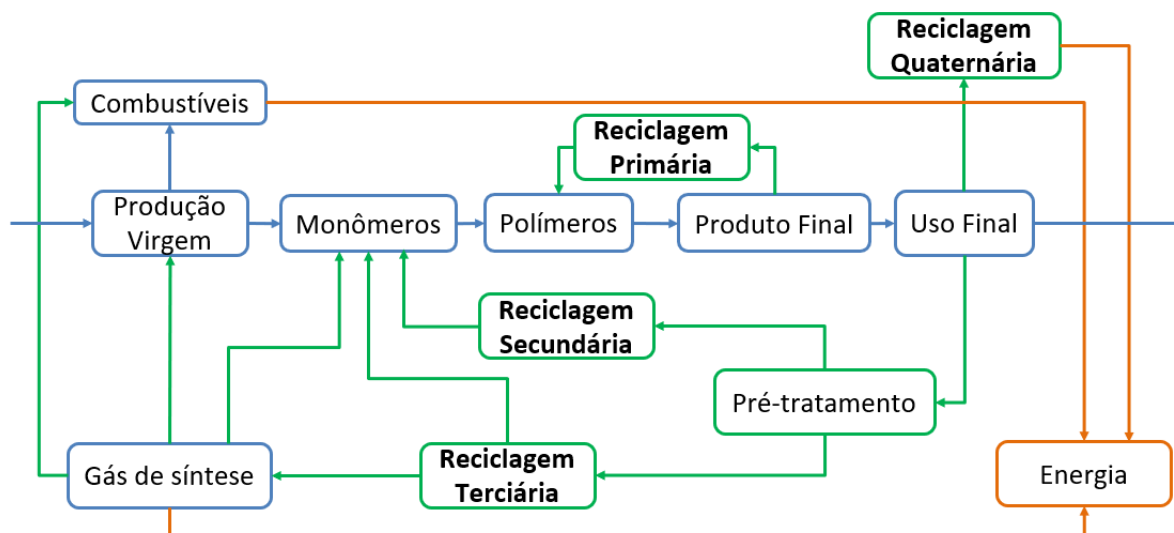 Reciclagem
Quaternária
Combustíveis
Reciclagem
Primária
Produção
Virgem
Monômeros
Polímeros
Produto Final
Uso Final
Reciclagem
Secundária
Pré-tratamento
Gás de síntese
Reciclagem
Terciária
Energia